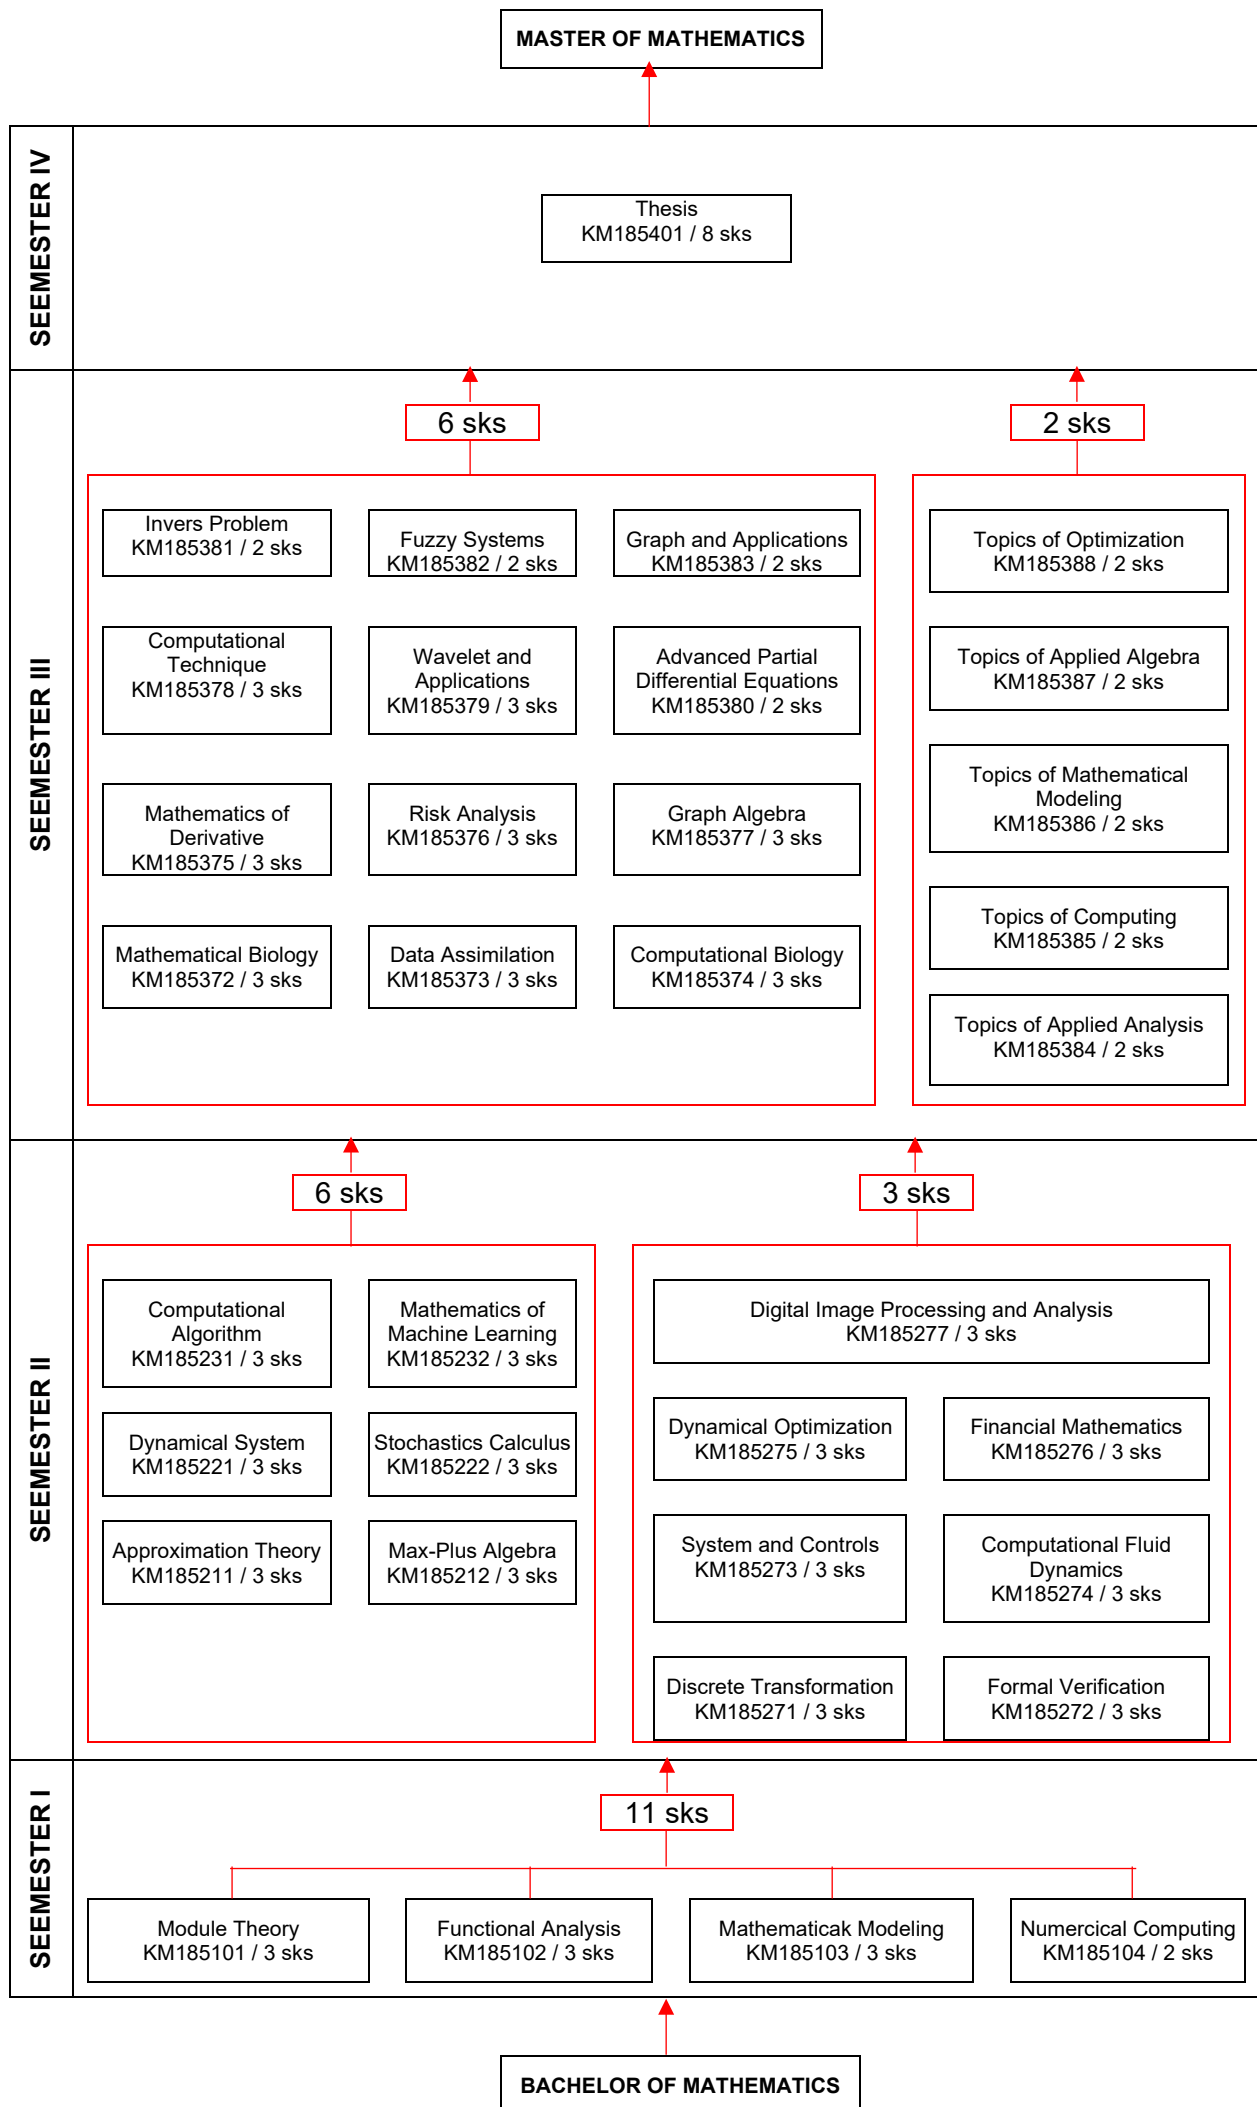 MASTER OF MATHEMATICS
SEEMESTER IV
Thesis
KM185401 / 8 sks
SEEMESTER III
6 sks
2 sks
Invers Problem
KM185381 / 2 sks
Fuzzy Systems
KM185382 / 2 sks
Graph and Applications
KM185383 / 2 sks
Topics of Optimization
KM185388 / 2 sks
Computational
Technique
KM185378 / 3 sks
Wavelet and
Applications
KM185379 / 3 sks
Advanced Partial
Differential Equations
KM185380 / 2 sks
Topics of Applied Algebra
KM185387 / 2 sks
Mathematics of
Derivative
KM185375 / 3 sks
Risk Analysis
KM185376 / 3 sks
Graph Algebra
KM185377 / 3 sks
Topics of Mathematical
Modeling
KM185386 / 2 sks
Mathematical Biology
KM185372 / 3 sks
Data Assimilation
KM185373 / 3 sks
Computational Biology
KM185374 / 3 sks
Topics of Computing
KM185385 / 2 sks
Topics of Applied Analysis
KM185384 / 2 sks
SEEMESTER II
6 sks
3 sks
Computational
Algorithm
KM185231 / 3 sks
Mathematics of
Machine Learning
KM185232 / 3 sks
Digital Image Processing and Analysis
KM185277 / 3 sks
Dynamical System
KM185221 / 3 sks
Stochastics Calculus
KM185222 / 3 sks
Dynamical Optimization
KM185275 / 3 sks
Financial Mathematics
KM185276 / 3 sks
Approximation Theory
KM185211 / 3 sks
Max-Plus Algebra
KM185212 / 3 sks
System and Controls
KM185273 / 3 sks
Computational Fluid
Dynamics
KM185274 / 3 sks
Discrete Transformation
KM185271 / 3 sks
Formal Verification
KM185272 / 3 sks
SEEMESTER I
11 sks
Module Theory
KM185101 / 3 sks
Functional Analysis
KM185102 / 3 sks
Mathematicak Modeling
KM185103 / 3 sks
Numercical Computing
KM185104 / 2 sks
BACHELOR OF MATHEMATICS